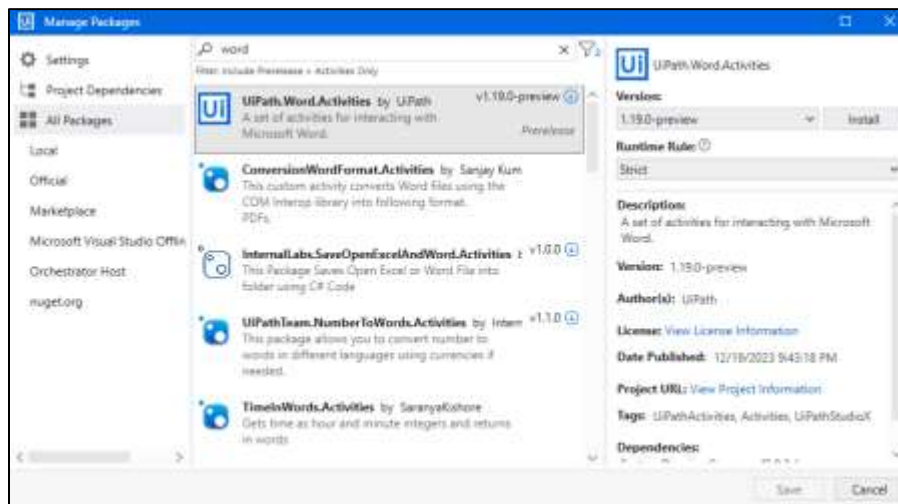 Manage Packages
Settings
Project Dependencies
All Packages
Local
Official
Marketplace
Microsoft Visual Studio Offlin
Orchestrator Host
nuget.org
word
Filter: Include Prerelease + Activities Only
UiPath.Word.Activities by UiPath v1.19.0-preview
A set of activities for interacting with
Microsoft Word.
Prerelease
ConversionWordFormat.Activities by Sanjay Kum
This custom activity converts Word files using the
COM Interop library into following format.
PDFs.
InternalLabs.SaveOpenExcelAndWord.Activities v1.0.0
This Package Saves Open Excel or Word File into
folder using C# Code
UiPathTeam.NumberToWords.Activities by Intern v1.1.0
This package allows you to convert number to
words in different languages using currencies if
needed.
TimeInWords.Activities by SaranyaKishore
Gets time as hour and minute integers and returns
in words
Ui UiPath.Word.Activities
Version:
1.19.0-preview Install
Runtime Rule:
Strict
Description:
A set of activities for interacting with Microsoft
Word.
Version: 1.19.0-preview
Author(s): UiPath
License: View License Information
Date Published: 12/18/2023 9:43:18 PM
Project URL: View Project Information
Tags: UiPathActivities, Activities, UiPathStudioX
Dependencies:
Save Cancel